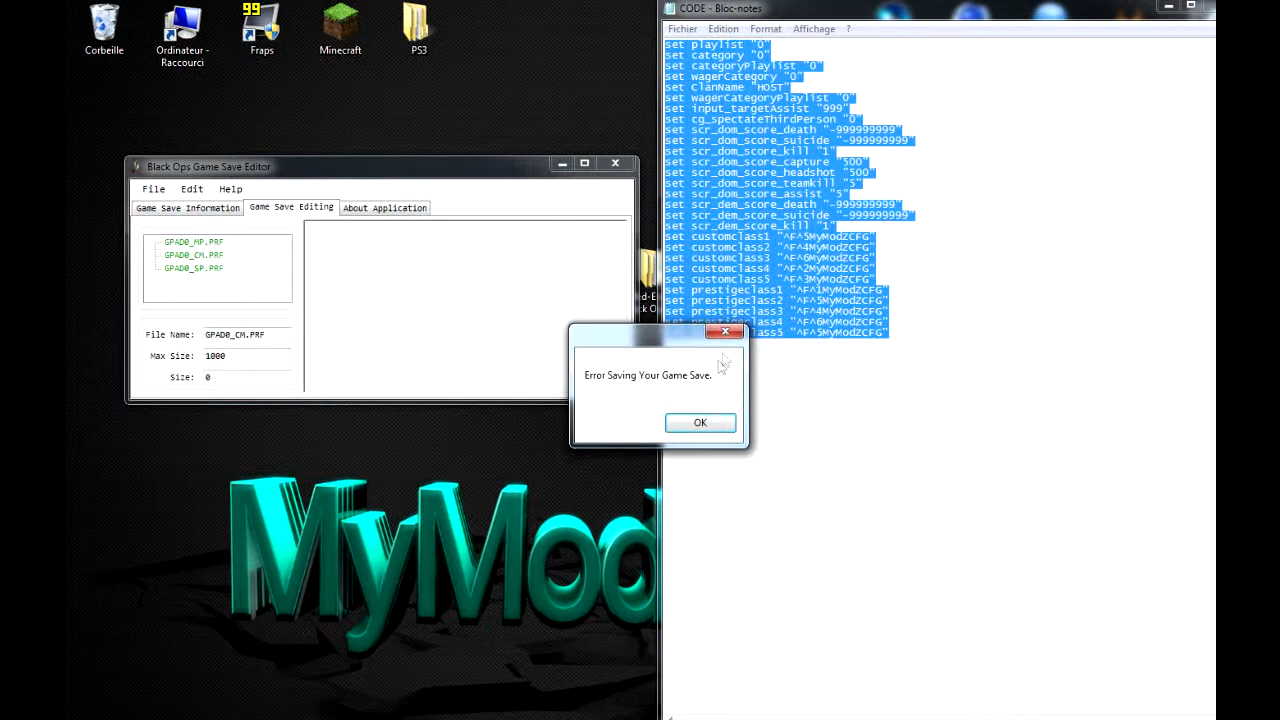 99
Corbeille
Ordinateur -
Raccourci
Fraps
Minecraft
PS3
Black Ops Game Save Editor
File Edit Help
Game Save Information Game Save Editing About Application
GPAD0_MP.PRF
GPAD0_CM.PRF
GPAD0_SP.PRF
File Name: GPAD0_CM.PRF
Max Size: 1000
Size: 0
Error Saving Your Game Save.
OK
MyMod
CODE - Bloc-notes
Fichier Edition Format Affichage ?
set playlist "0"
set category "0"
set categoryPlaylist "0"
set wagerCategory "0"
set ClanName "HOST"
set wagerCategoryPlaylist "0"
set input_targetAssist "999"
set cg_spectateThirdPerson "0"
set scr_dom_score_death "-999999999"
set scr_dom_score_suicide "-999999999"
set scr_dom_score_kill "1"
set scr_dom_score_capture "500"
set scr_dom_score_headshot "500"
set scr_dom_score_teamkill "5"
set scr_dom_score_assist "5"
set scr_dem_score_death "-999999999"
set scr_dem_score_suicide "-999999999"
set scr_dem_score_kill "1"
set customclass1 "^F^5MyModZCFG"
set customclass2 "^F^4MyModZCFG"
set customclass3 "^F^6MyModZCFG"
set customclass4 "^F^2MyModZCFG"
set customclass5 "^F^3MyModZCFG"
set prestigeclass1 "^F^1MyModZCFG"
set prestigeclass2 "^F^5MyModZCFG"
set prestigeclass3 "^F^4MyModZCFG"
set prestigeclass4 "^F^6MyModZCFG"
ss5 "^F^5MyModZCFG"